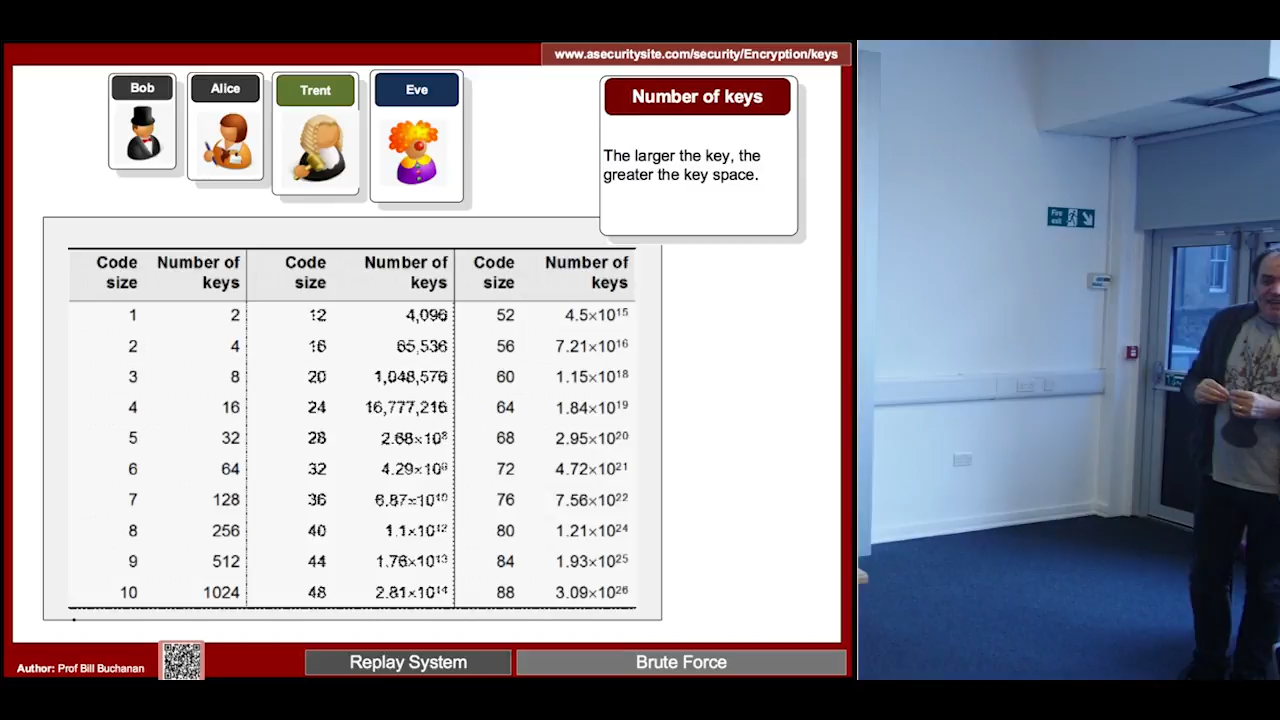 www.asecuritysite.com/security/Encryption/keys
Bob
Alice
Trent
Eve
Number of keys
The larger the key, the
greater the key space.
Code size Number of keys Code size Number of keys Code size Number of keys
1 2 12 4,096 52 4.5×10¹⁵
2 4 16 65,536 56 7.21×10¹⁶
3 8 20 1,048,576 60 1.15×10¹⁸
4 16 24 16,777,216 64 1.84×10¹⁹
5 32 28 2.68×10⁸ 68 2.95×10²⁰
6 64 32 4.29×10⁹ 72 4.72×10²¹
7 128 36 6.87×10¹⁰ 76 7.56×10²²
8 256 40 1.1×10¹² 80 1.21×10²⁴
9 512 44 1.76×10¹³ 84 1.93×10²⁵
10 1024 48 2.81×10¹⁴ 88 3.09×10²⁶
Author: Prof Bill Buchanan
Replay System
Brute Force
Fire
exit